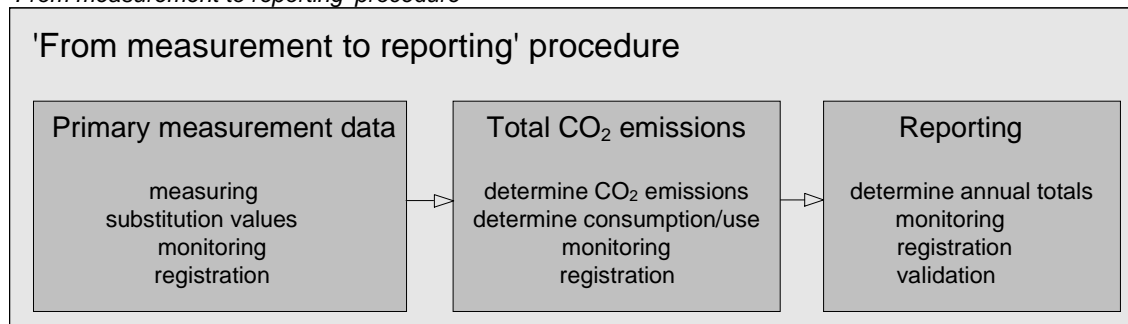 'From measurement to reporting' procedure
'From measurement to reporting' procedure
Primary measurement data
measuring
substitution values
monitoring
registration
Total CO₂ emissions
determine CO₂ emissions
determine consumption/use
monitoring
registration
Reporting
determine annual totals
monitoring
registration
validation